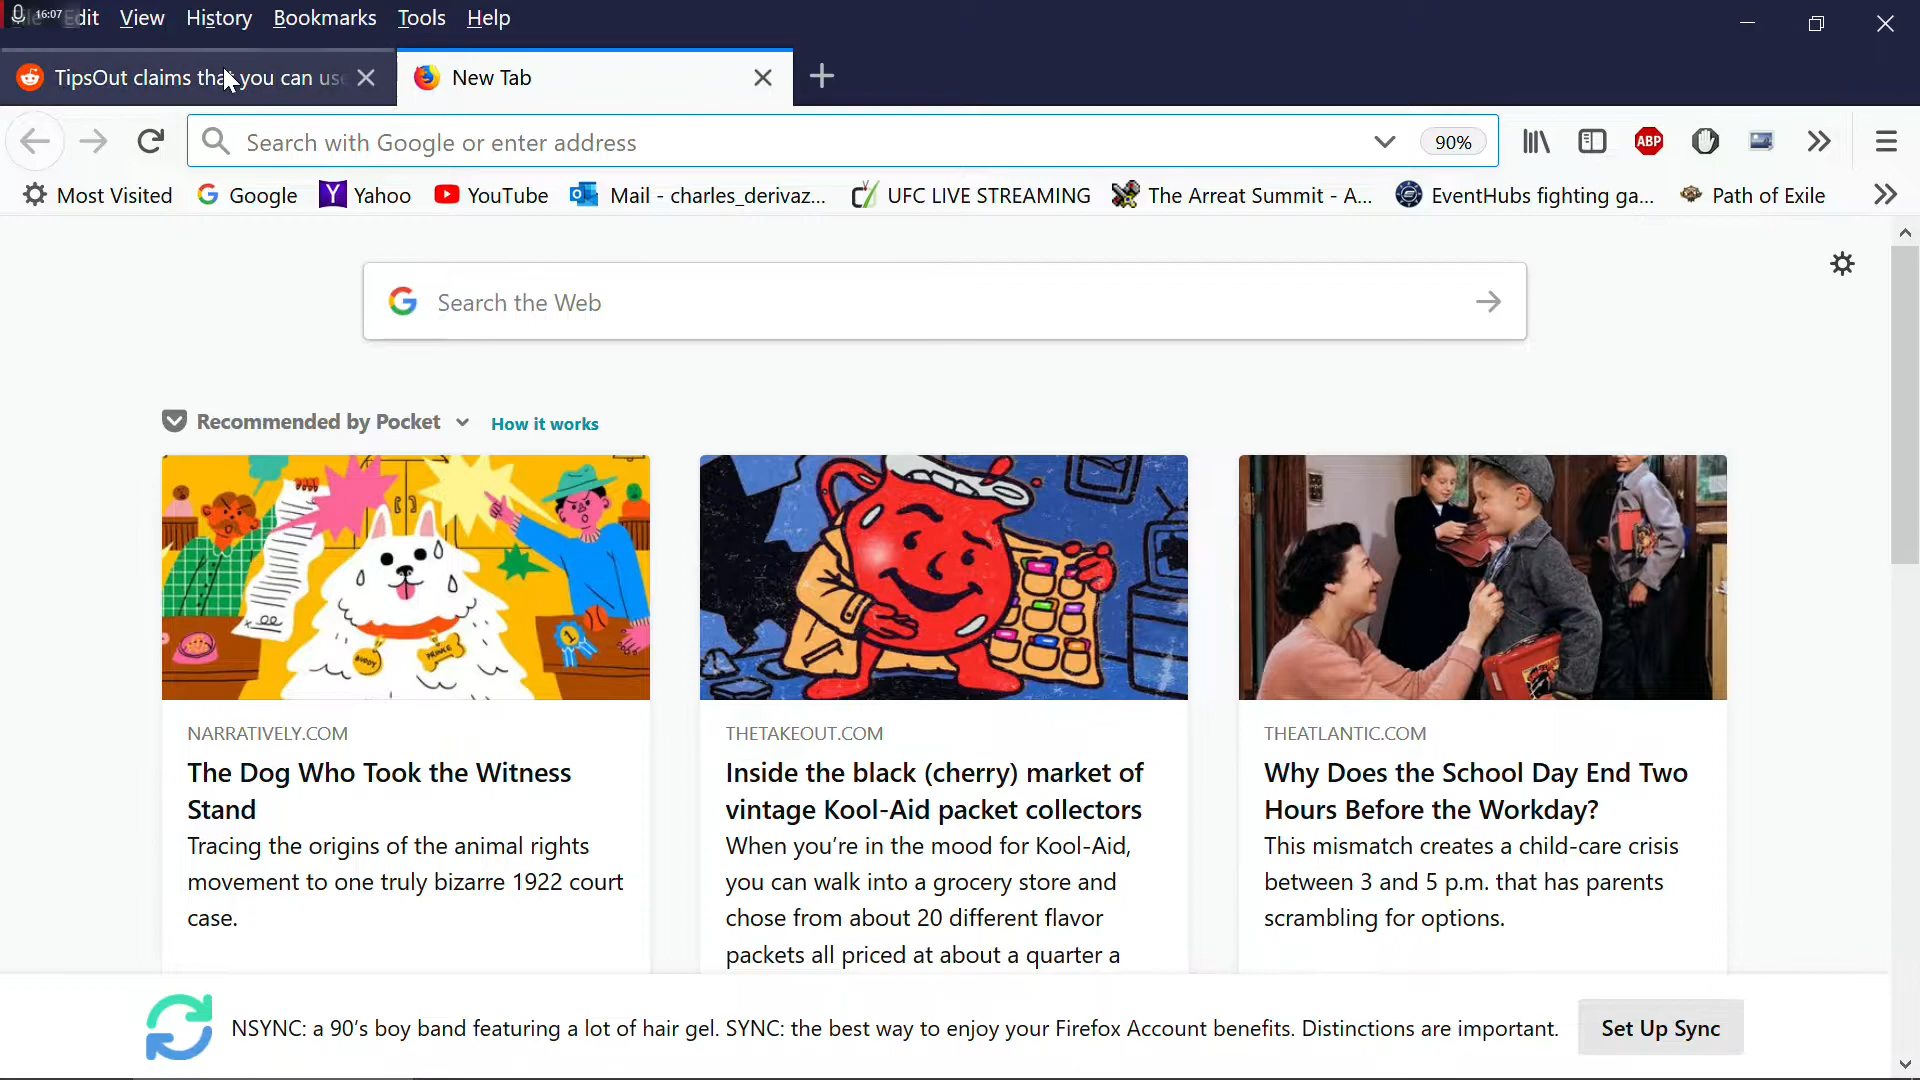 16:07 Edit View History Bookmarks Tools Help
TipsOut claims that you can use New Tab
Search with Google or enter address 90% ABP
Most Visited Google Yahoo YouTube Mail - charles_derivaz... UFC LIVE STREAMING The Arreat Summit - A... EventHubs fighting ga... Path of Exile
Search the Web
Recommended by Pocket How it works
BUDDY PRINCE 1
NARRATIVELY.COM
The Dog Who Took the Witness
Stand
Tracing the origins of the animal rights
movement to one truly bizarre 1922 court
case.
THETAKEOUT.COM
Inside the black (cherry) market of
vintage Kool-Aid packet collectors
When you're in the mood for Kool-Aid,
you can walk into a grocery store and
chose from about 20 different flavor
packets all priced at about a quarter a
THEATLANTIC.COM
Why Does the School Day End Two
Hours Before the Workday?
This mismatch creates a child-care crisis
between 3 and 5 p.m. that has parents
scrambling for options.
NSYNC: a 90's boy band featuring a lot of hair gel. SYNC: the best way to enjoy your Firefox Account benefits. Distinctions are important. Set Up Sync